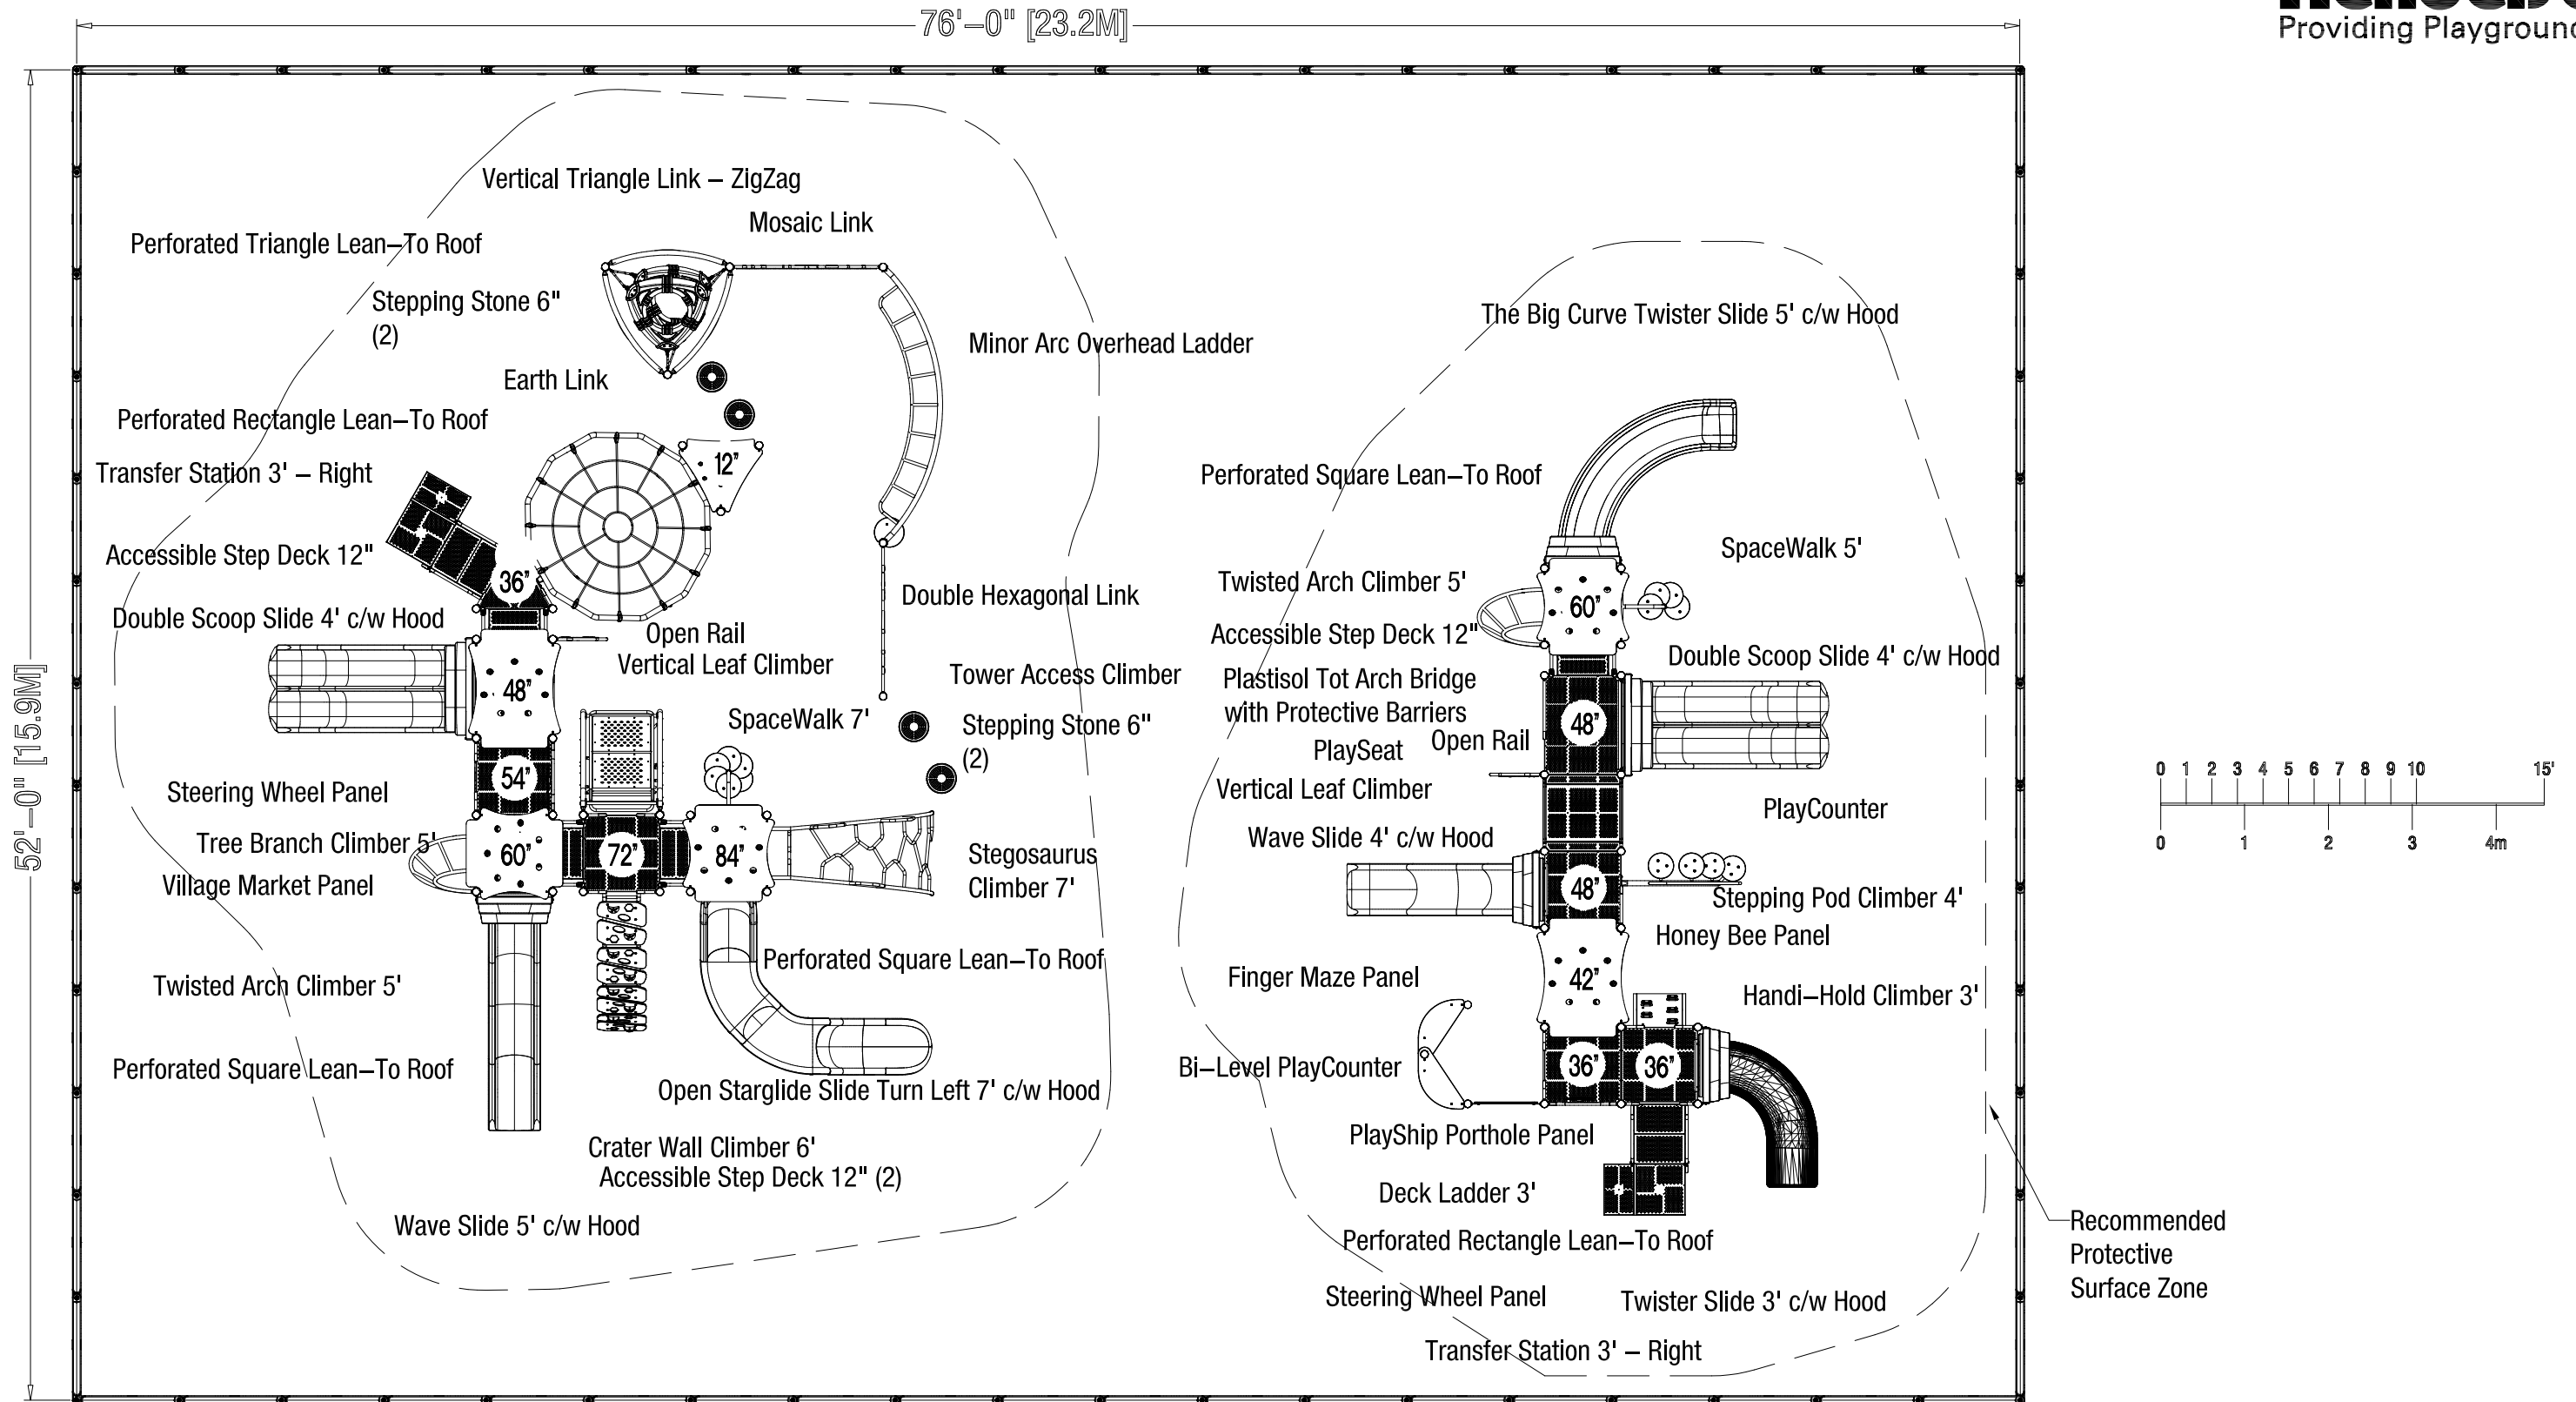 76'–0" [23.2M]
Providing Playground
52'–0" [15.9M]
Vertical Triangle Link – ZigZag
Mosaic Link
Perforated Triangle Lean–To Roof
Stepping Stone 6"
(2)
Minor Arc Overhead Ladder
Earth Link
Perforated Rectangle Lean–To Roof
Transfer Station 3' – Right
12"
Accessible Step Deck 12"
36"
Double Hexagonal Link
Double Scoop Slide 4' c/w Hood
Open Rail
Vertical Leaf Climber
Tower Access Climber
48"
SpaceWalk 7'
Stepping Stone 6"
(2)
54"
Steering Wheel Panel
Tree Branch Climber 5'
60"
72"
84"
Stegosaurus
Climber 7'
Village Market Panel
Perforated Square Lean–To Roof
Twisted Arch Climber 5'
Perforated Square Lean–To Roof
Open Starglide Slide Turn Left 7' c/w Hood
Crater Wall Climber 6'
Accessible Step Deck 12" (2)
Wave Slide 5' c/w Hood
The Big Curve Twister Slide 5' c/w Hood
Perforated Square Lean–To Roof
SpaceWalk 5'
Twisted Arch Climber 5'
60"
Accessible Step Deck 12"
Double Scoop Slide 4' c/w Hood
Plastisol Tot Arch Bridge
with Protective Barriers
48"
PlaySeat
Open Rail
Vertical Leaf Climber
PlayCounter
Wave Slide 4' c/w Hood
48"
Stepping Pod Climber 4'
Honey Bee Panel
Finger Maze Panel
42"
Handi–Hold Climber 3'
Bi–Level PlayCounter
36"
36"
PlayShip Porthole Panel
Deck Ladder 3'
Perforated Rectangle Lean–To Roof
Steering Wheel Panel
Twister Slide 3' c/w Hood
Transfer Station 3' – Right
Recommended
Protective
Surface Zone
0 1 2 3 4 5 6 7 8 9 10 15'
0 1 2 3 4m